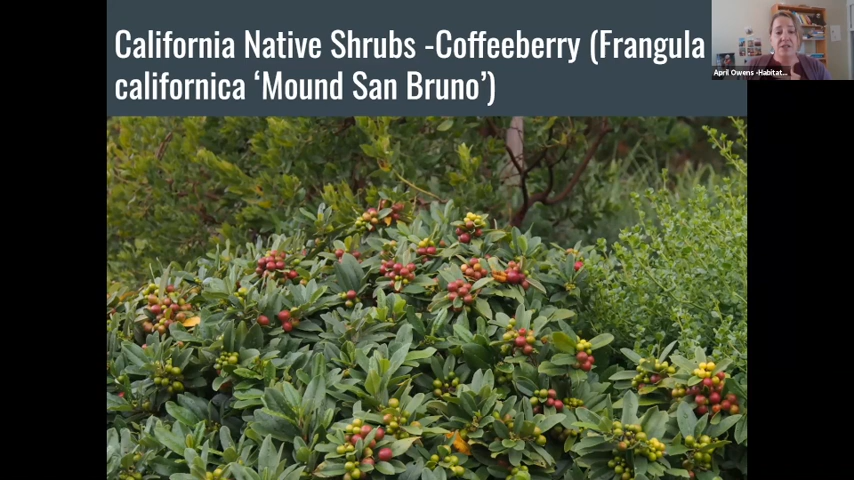 California Native Shrubs -Coffeeberry (Frangula
californica ‘Mound San Bruno’)
April Owens -Habitat...